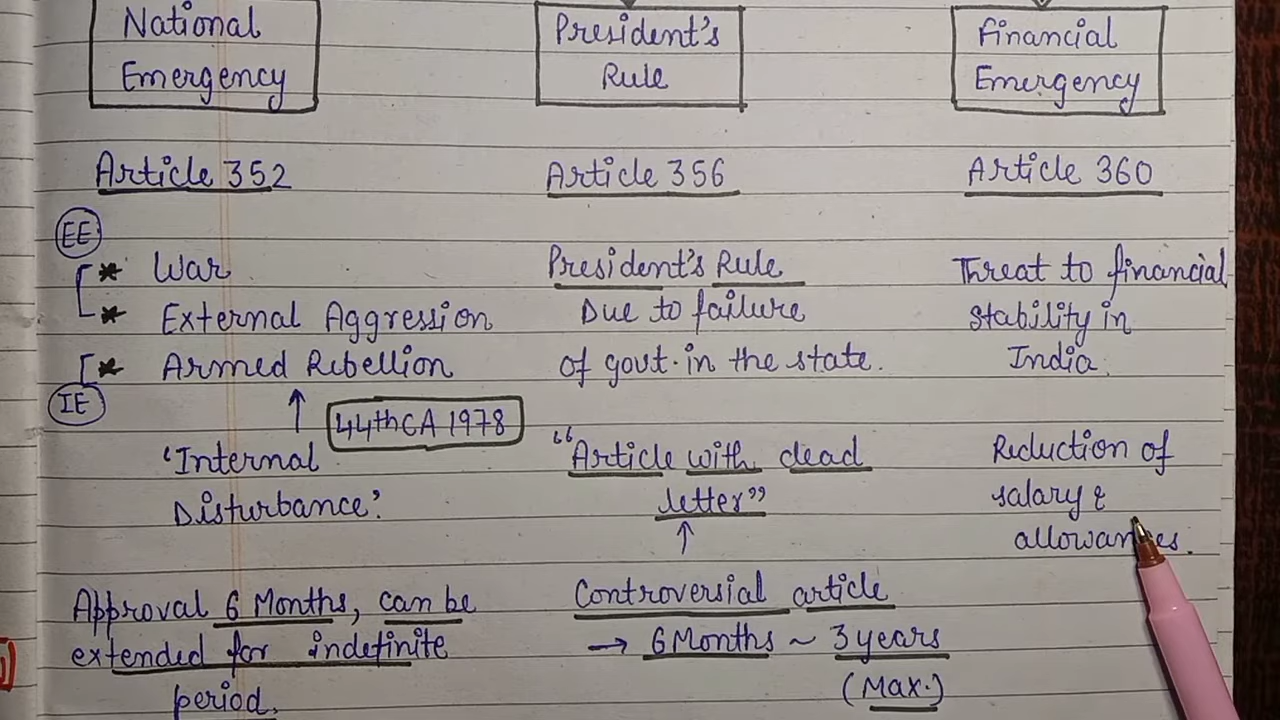 National
Emergency
Article 352
EE
* War
* External Aggression
* Armed Rebellion
IE
↑ 44th CA 1978
'Internal
Disturbance'
Approval 6 Months, can be
extended for indefinite
period.
President's
Rule
Article 356
President's Rule
Due to failure
of govt. in the state.
"Article with dead
letter"
↑
Controversial article
→ 6 Months ~ 3 years
(Max.)
Financial
Emergency
Article 360
Threat to financial
stability in
India.
Reduction of
salary &
allowances.